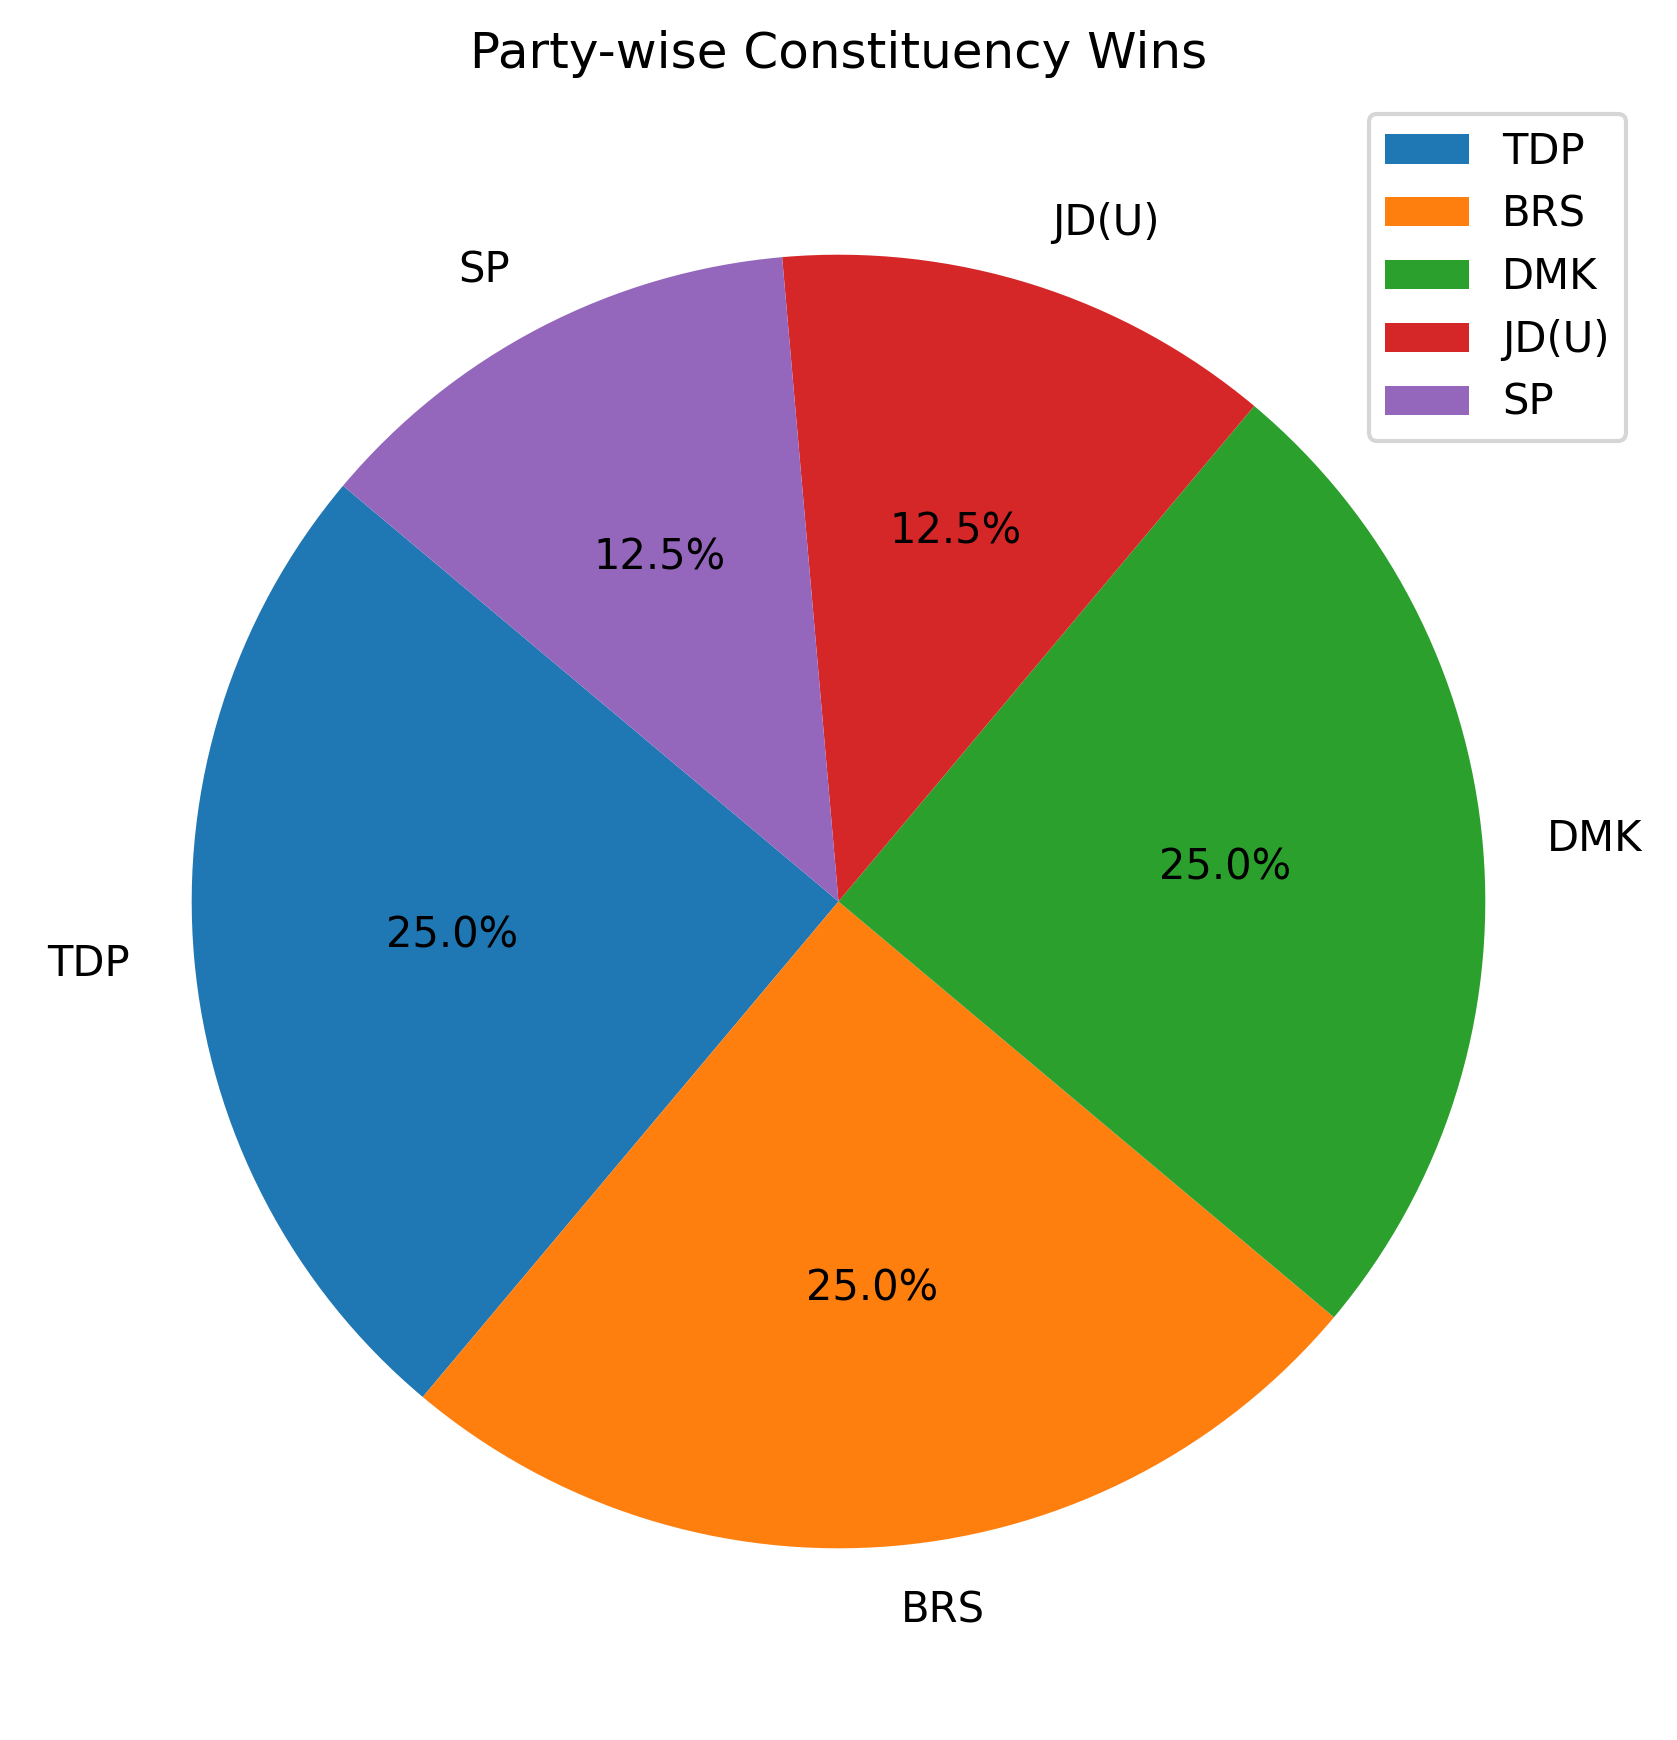 Party-wise Constituency Wins
TDP
BRS
DMK
JD(U)
SP
JD(U)
SP
12.5%
12.5%
DMK
25.0%
25.0%
TDP
25.0%
BRS